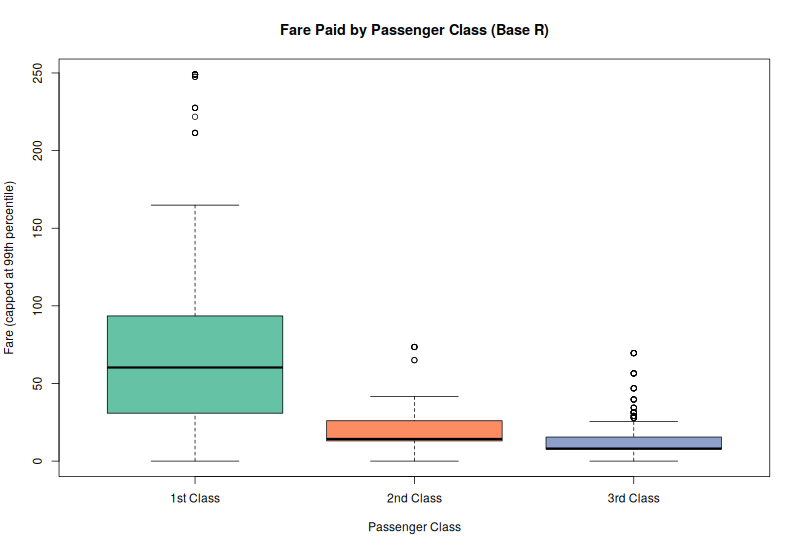 Fare Paid by Passenger Class (Base R)
Fare (capped at 99th percentile)
250
200
150
100
50
0
1st Class 2nd Class 3rd Class
Passenger Class